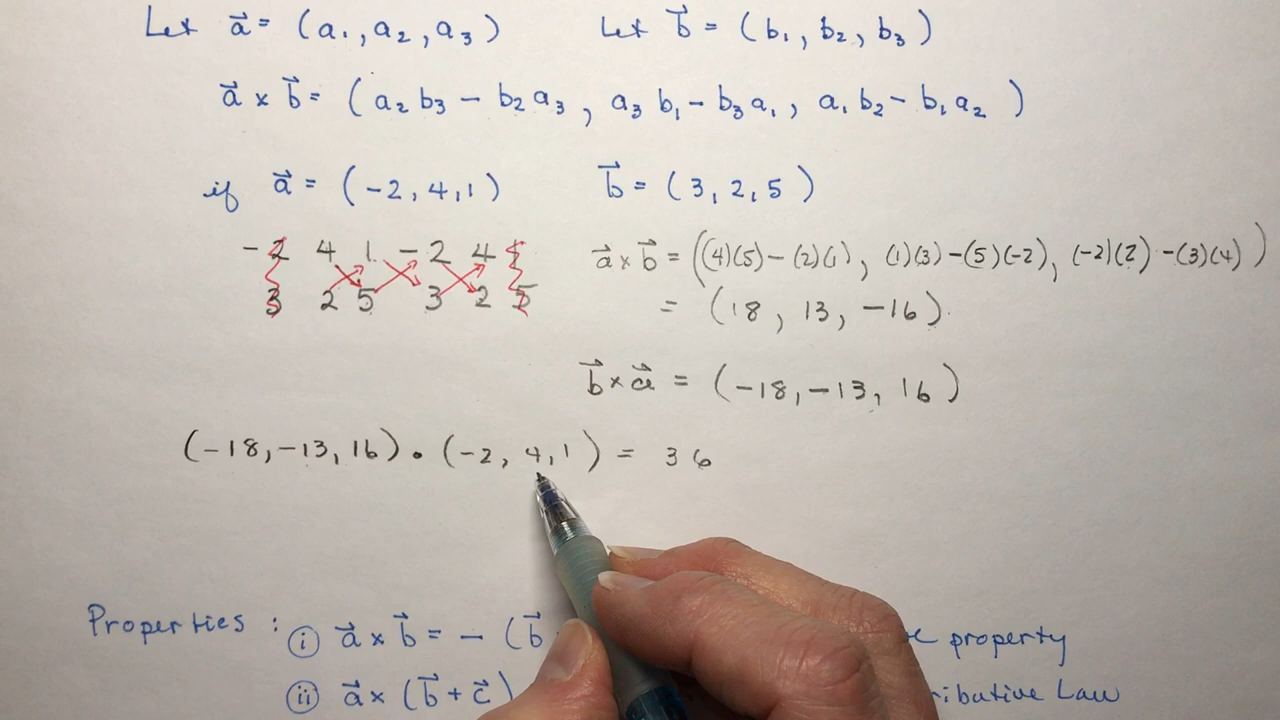 Let a⃗ = (a₁, a₂, a₃) Let b⃗ = (b₁, b₂, b₃)
a⃗ × b⃗ = (a₂b₃ − b₂a₃, a₃b₁ − b₃a₁, a₁b₂ − b₁a₂)
if a⃗ = (−2, 4, 1) b⃗ = (3, 2, 5)
−2 4 1 −2 4 1
3 2 5 3 2 5
a⃗ × b⃗ = ((4)(5) − (2)(1), (1)(3) − (5)(−2), (−2)(2) − (3)(4))
= (18, 13, −16).
b⃗ × a⃗ = (−18, −13, 16)
(−18, −13, 16) • (−2, 4, 1) = 36
Properties : (i) a⃗ × b⃗ = − (b⃗ property
(ii) a⃗ × (b⃗ + c⃗) Law